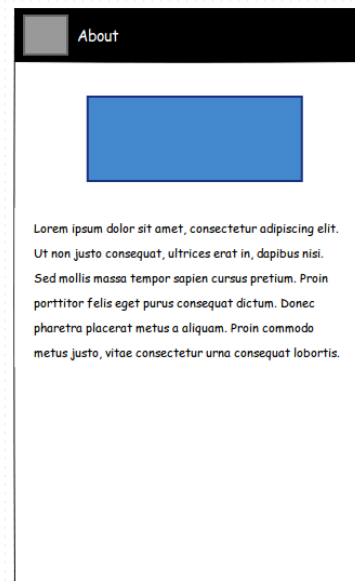 About
Lorem ipsum dolor sit amet, consectetur adipiscing elit.
Ut non justo consequat, ultrices erat in, dapibus nisi.
Sed mollis massa tempor sapien cursus pretium. Proin
porttitor felis eget purus consequat dictum. Donec
pharetra placerat metus a aliquam. Proin commodo
metus justo, vitae consectetur urna consequat lobortis.